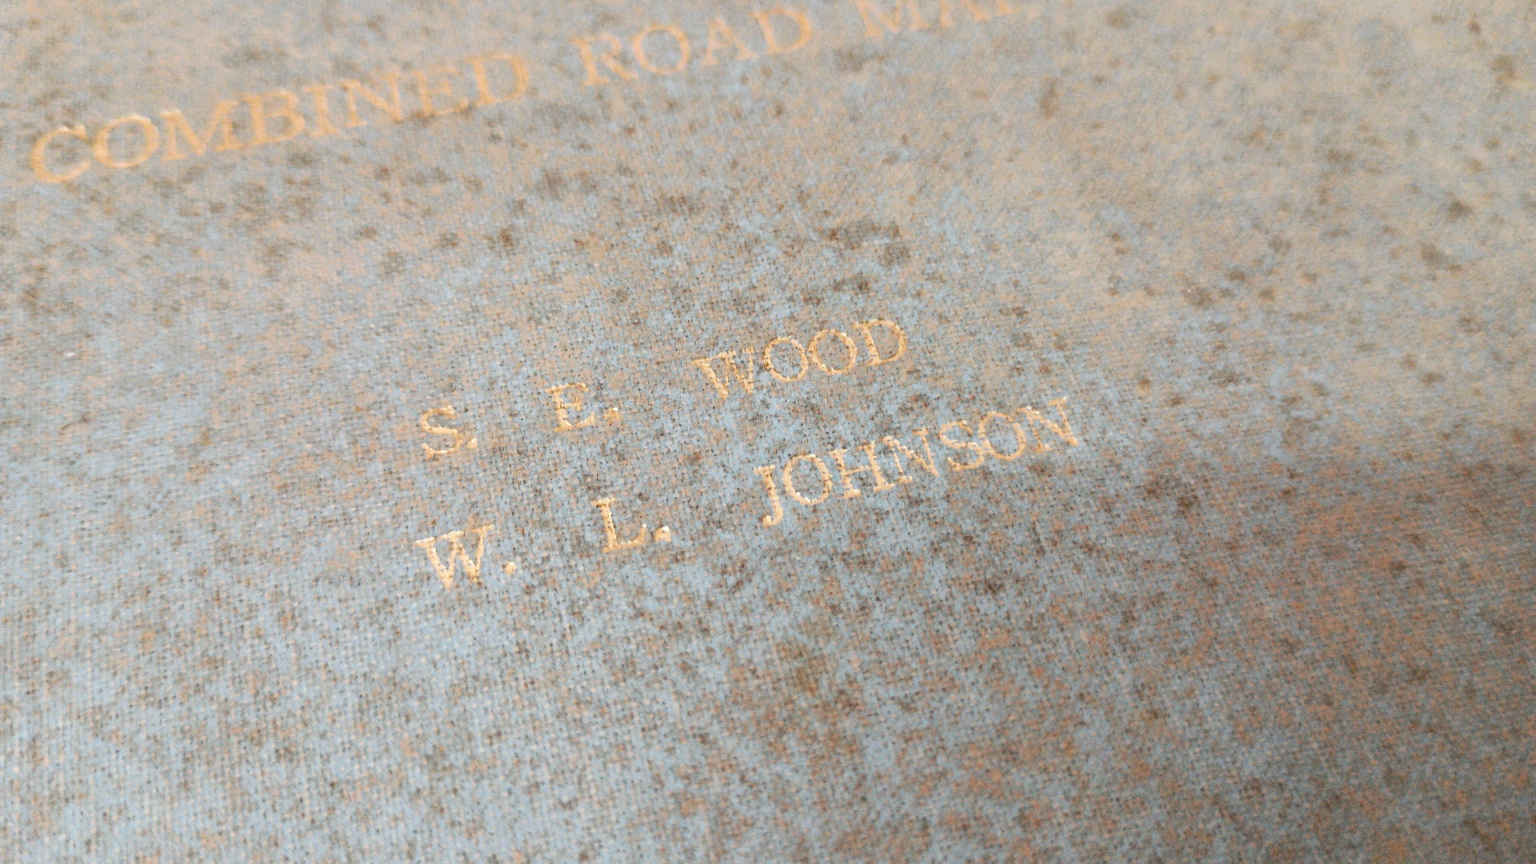 COMBINED ROAD
S. E. WOOD
W. L. JOHNSON